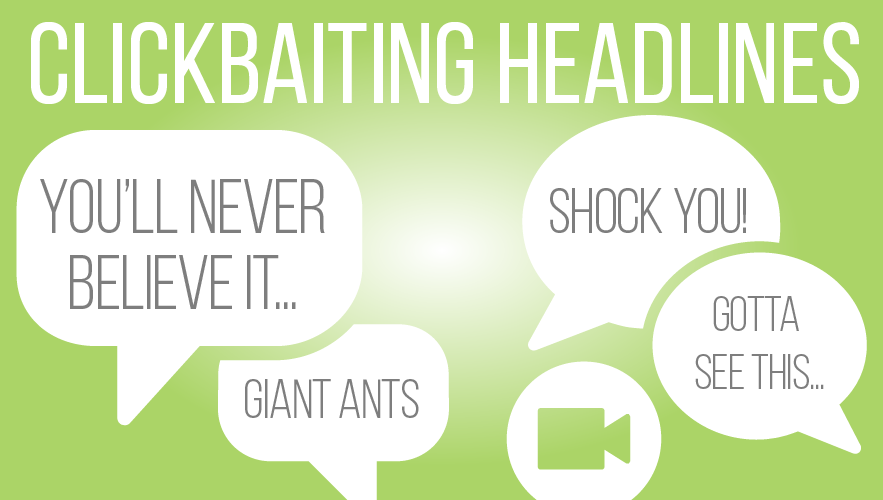 CLICKBAITING HEADLINES
YOU'LL NEVER
BELIEVE IT...
SHOCK YOU!
GOTTA
SEE THIS...
GIANT ANTS